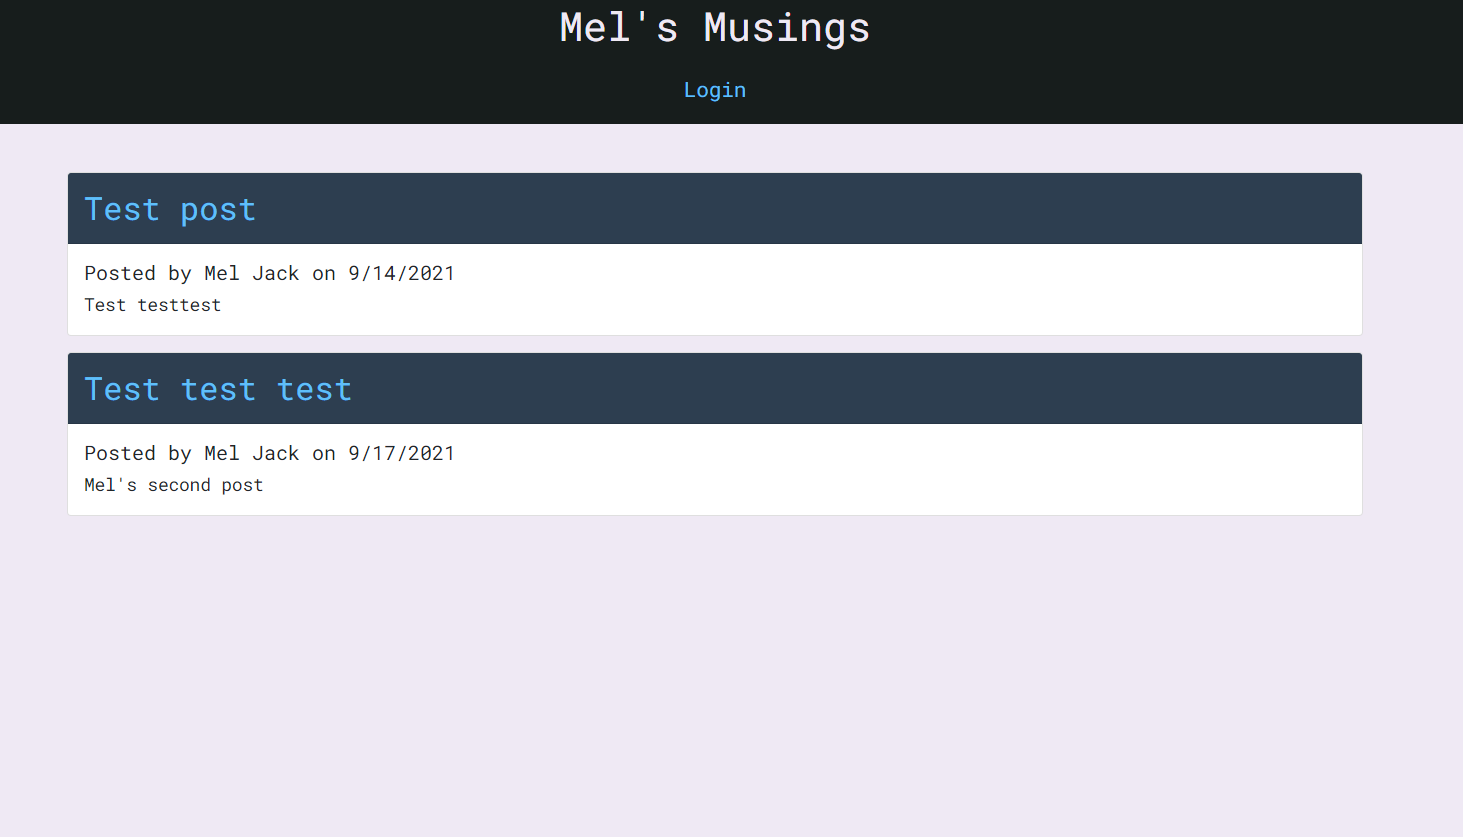 Mel's Musings
Login
Test post
Posted by Mel Jack on 9/14/2021
Test testtest
Test test test
Posted by Mel Jack on 9/17/2021
Mel's second post